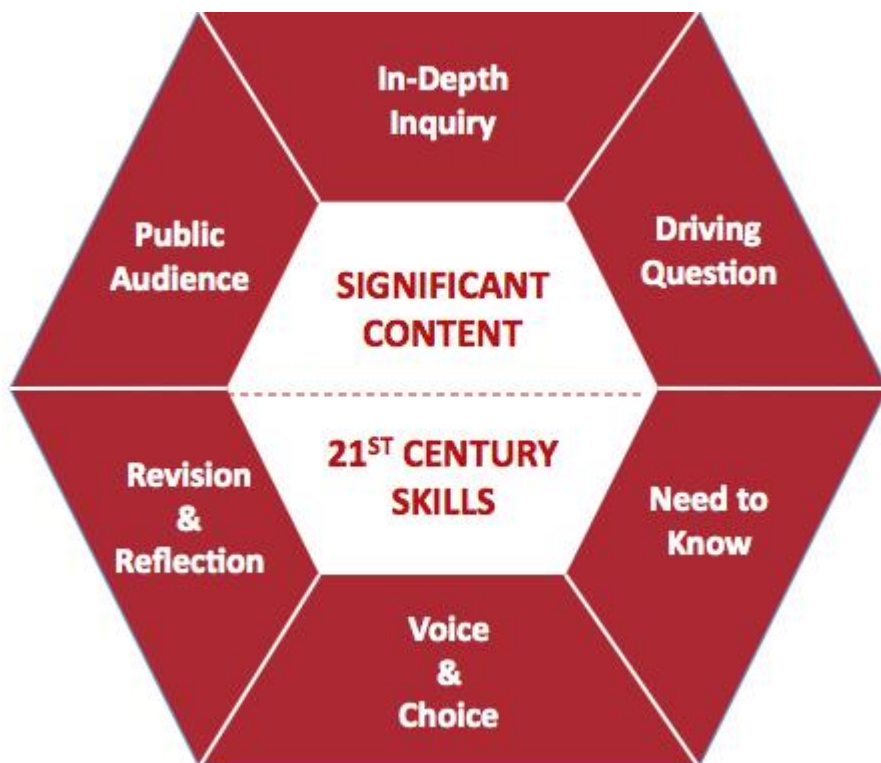 In-Depth
Inquiry
Driving
Question
Need to
Know
Voice
&
Choice
Revision
&
Reflection
Public
Audience
SIGNIFICANT
CONTENT
21ST CENTURY
SKILLS